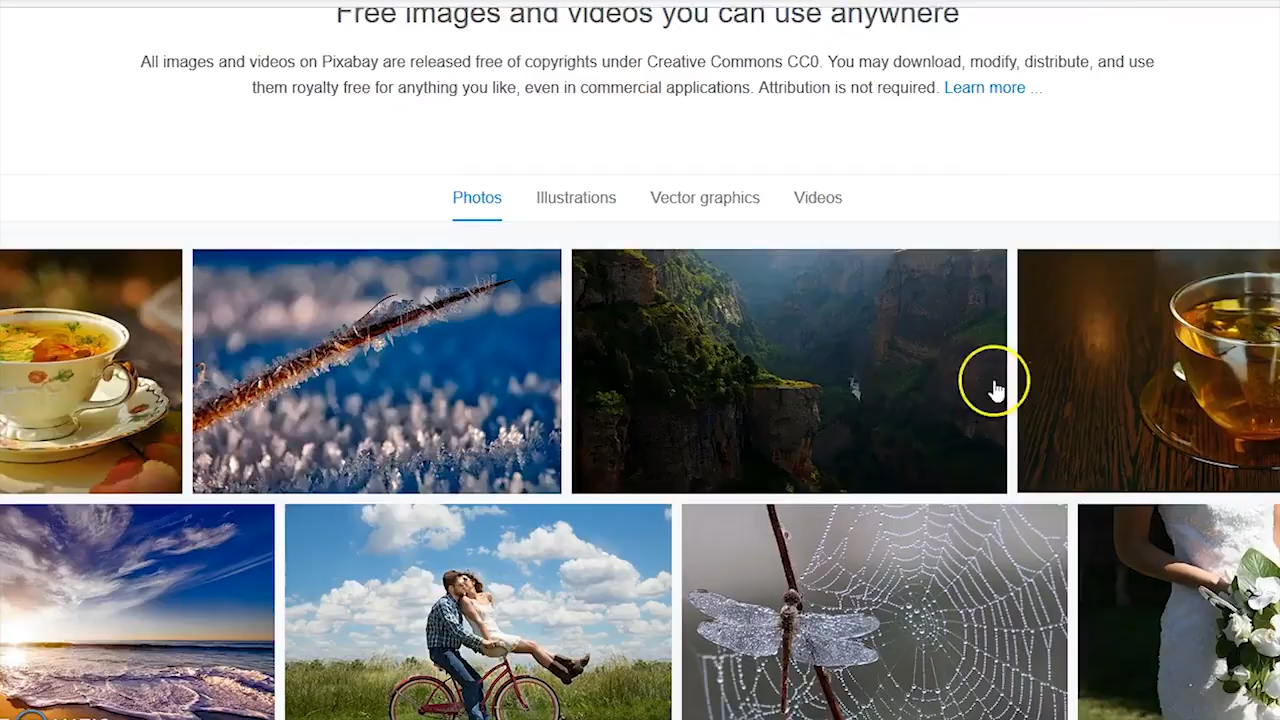 Free images and videos you can use anywhere
All images and videos on Pixabay are released free of copyrights under Creative Commons CC0. You may download, modify, distribute, and use
them royalty free for anything you like, even in commercial applications. Attribution is not required. Learn more ...
Photos Illustrations Vector graphics Videos